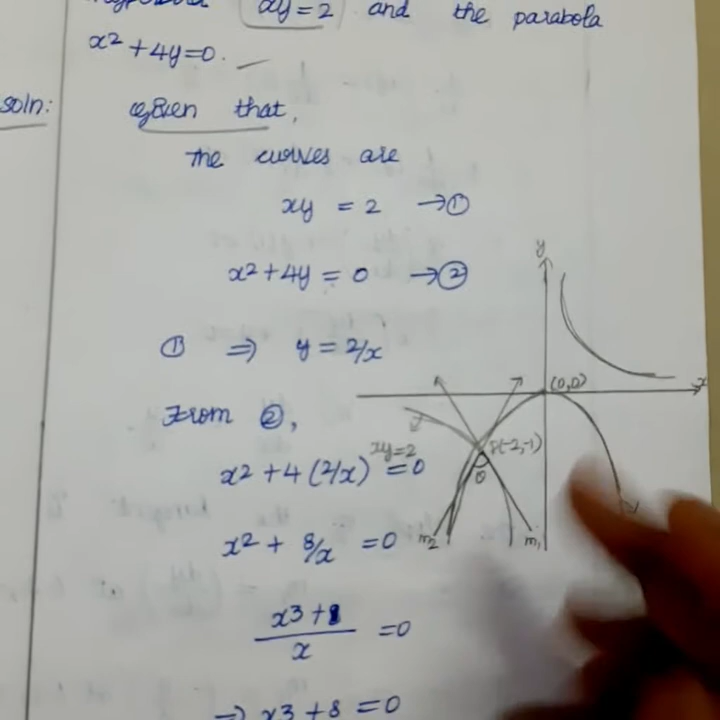 xy=2 and the parabola
x² + 4y=0.
Soln: Given that,
The curves are
xy = 2 →①
x² + 4y = 0 →②
① ⇒ y = 2/x
From ②,
x² + 4 (2/x) = 0
x² + 8/x = 0
x3 + 8
x
= 0
⇒ x3 + 8 = 0
y
x
(0,0)
xy=2
P(-2,-1)
θ
m₂
m₁